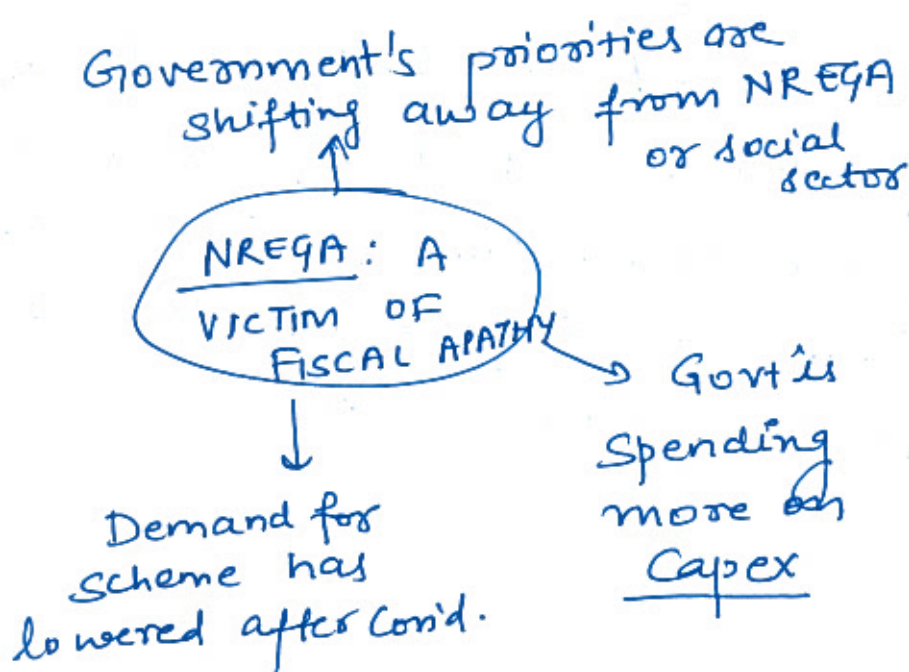 Government's priorities are
shifting away from NREGA
or social
sector
NREGA: A
VICTIM OF
FISCAL APATHY
Govt is
spending
more on
Capex
Demand for
scheme has
lowered after Covid.